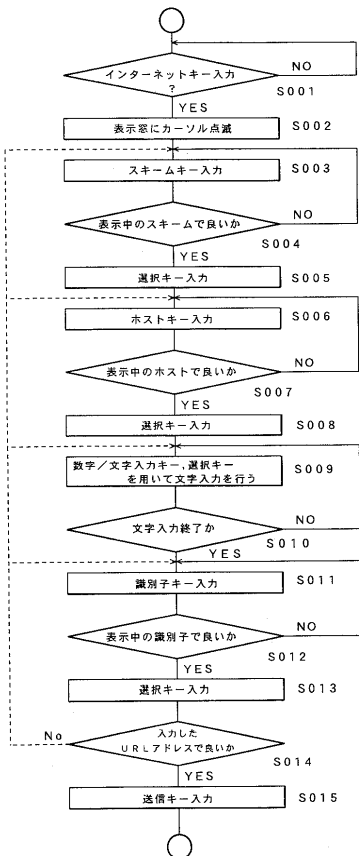 インターネットキー入力
?
NO
S001
YES
表示窓にカーソル点滅
S002
スキームキー入力
S003
表示中のスキームで良いか
NO
S004
YES
選択キー入力
S005
ホストキー入力
S006
表示中のホストで良いか
NO
S007
YES
選択キー入力
S008
数字/文字入力キー,選択キー
を用いて文字入力を行う
S009
文字入力終了か
NO
S010
YES
識別子キー入力
S011
表示中の識別子で良いか
NO
S012
YES
選択キー入力
S013
No
入力した
URLアドレスで良いか
S014
YES
送信キー入力
S015